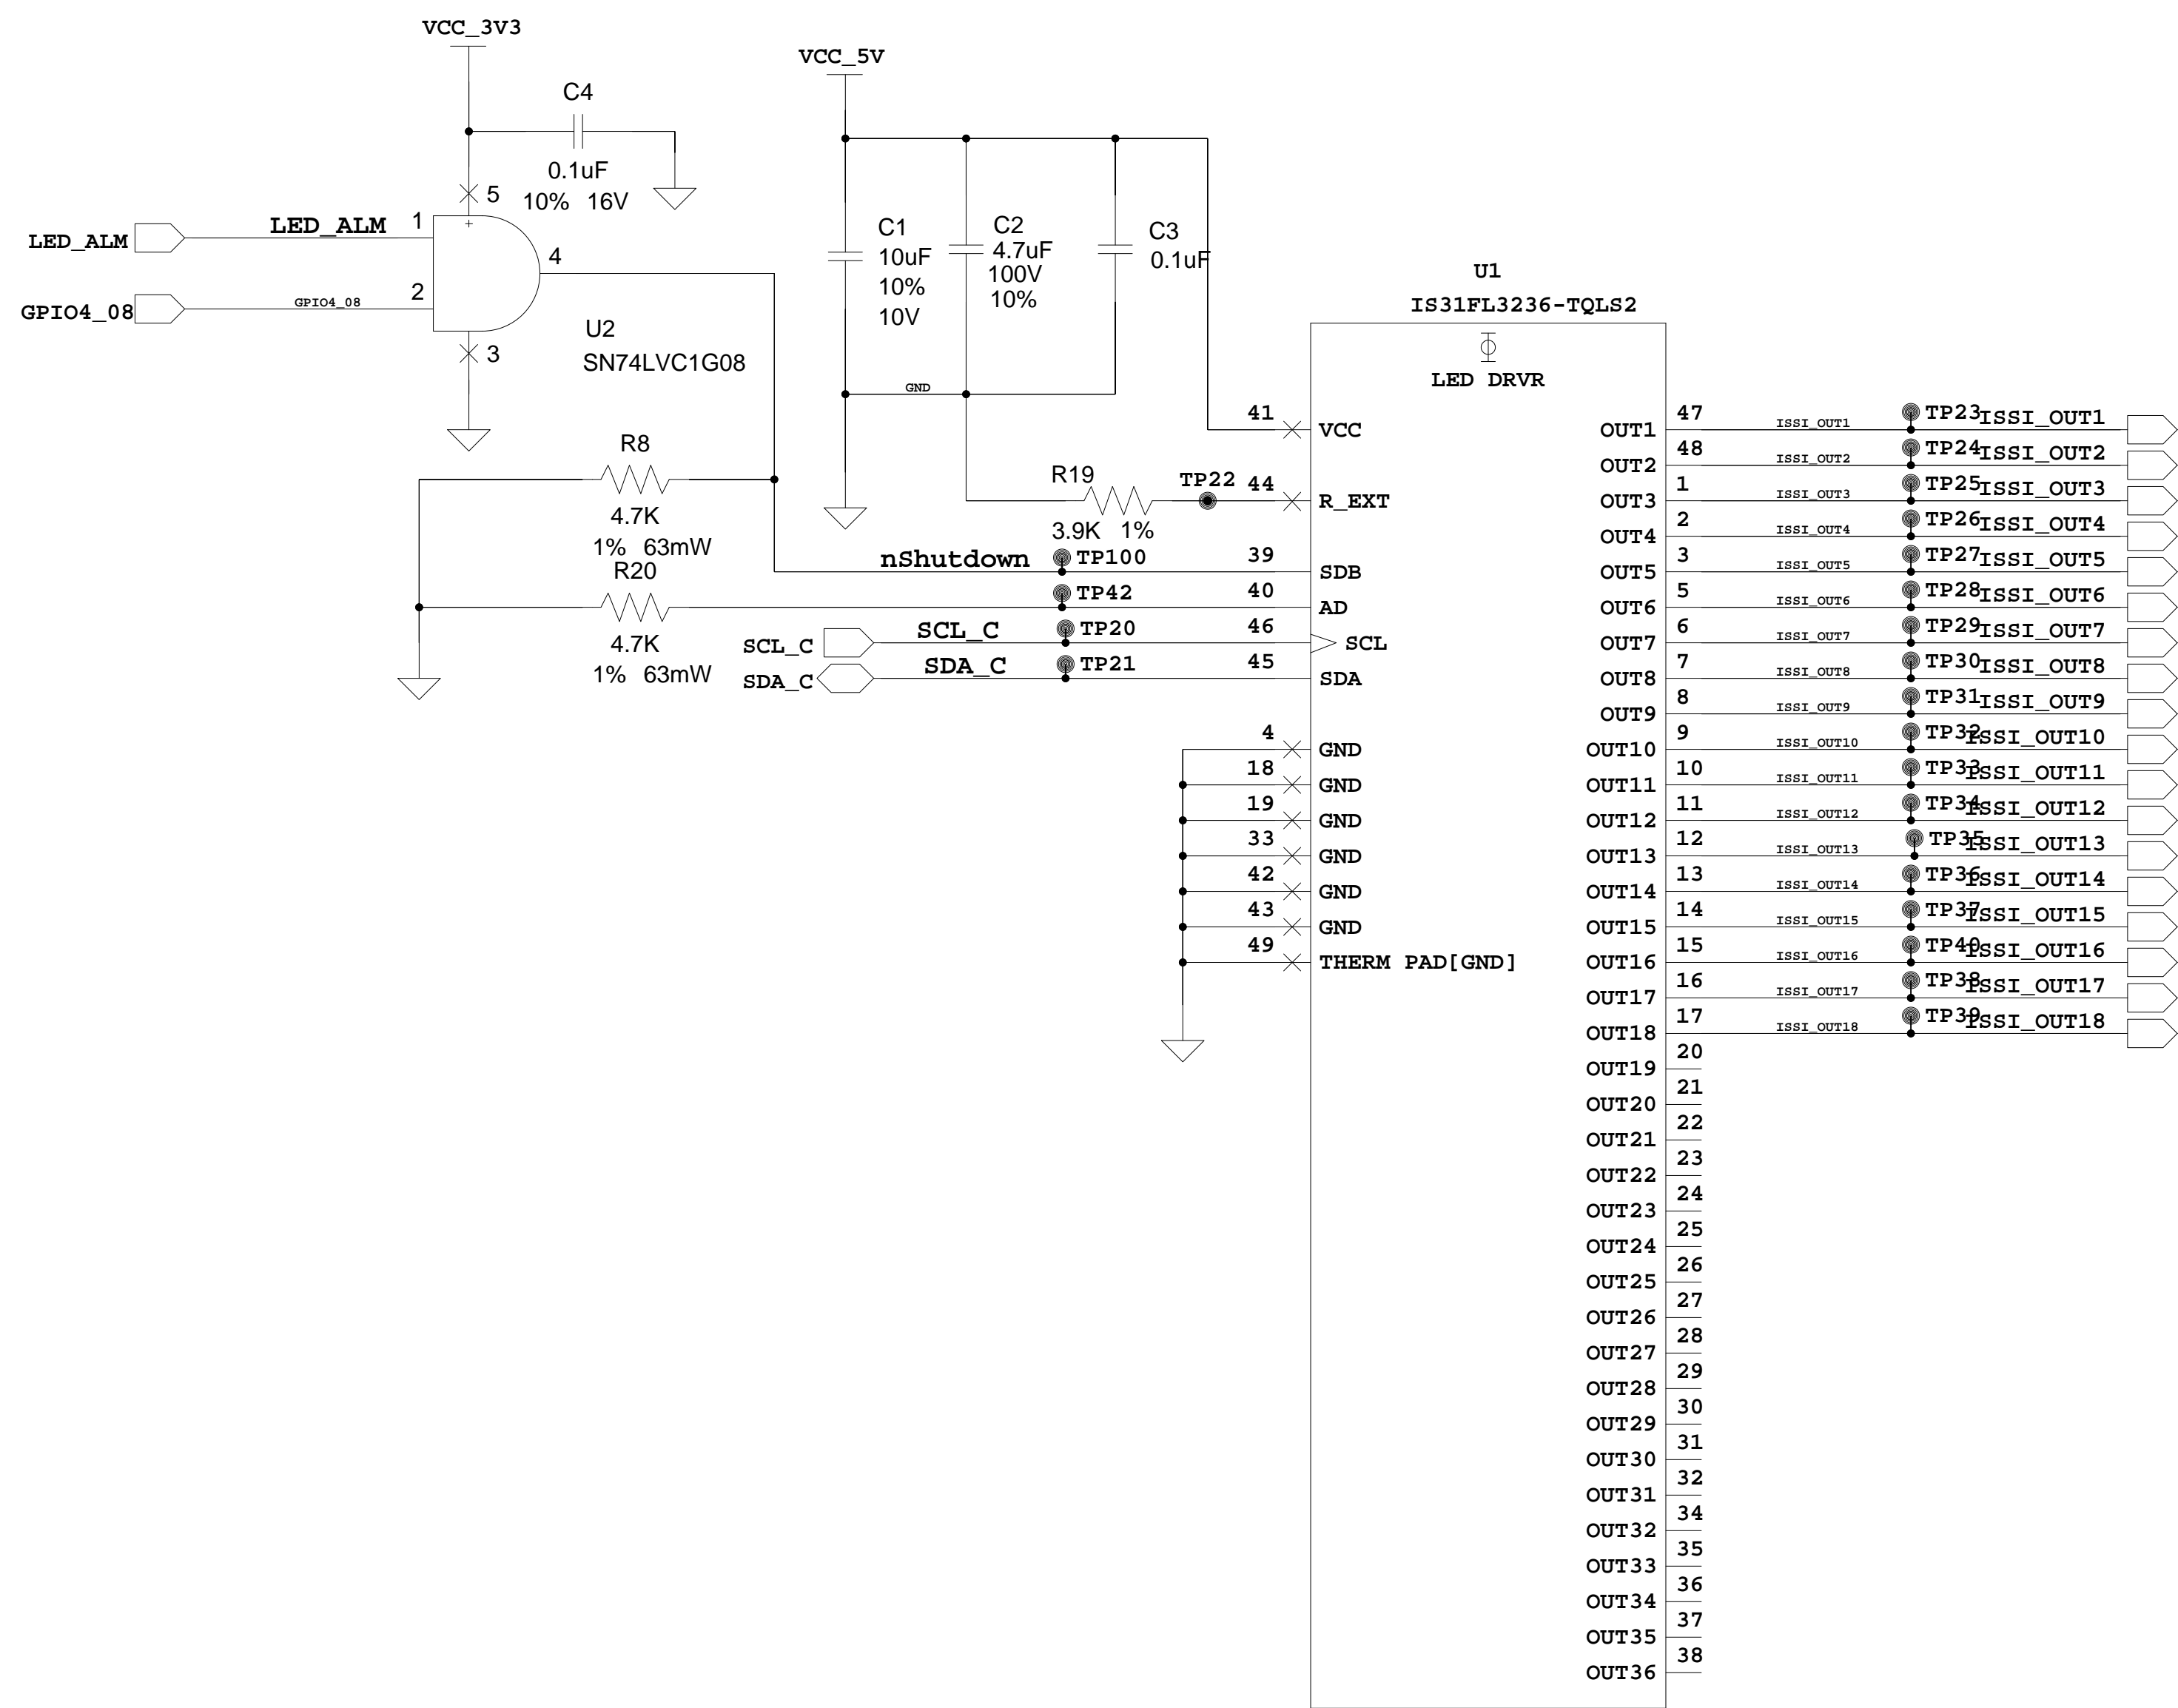 VCC_3V3
C4
0.1uF
10% 16V
5
LED_ALM
LED_ALM
1
GPIO4_08
GPIO4_08
2
4
3
U2
SN74LVC1G08
R8
4.7K
1% 63mW
R20
4.7K
1% 63mW
VCC_5V
C1
10uF
10%
10V
C2
4.7uF
100V
10%
C3
0.1uF
GND
R19
3.9K 1%
TP22
nShutdown
TP100
TP42
SCL_C
SCL_C
TP20
SDA_C
SDA_C
TP21
U1
IS31FL3236-TQLS2
LED DRVR
41 VCC
44 R_EXT
39 SDB
40 AD
46 SCL
45 SDA
4 GND
18 GND
19 GND
33 GND
42 GND
43 GND
49 THERM PAD[GND]
OUT1 47 ISSI_OUT1 TP23 ISSI_OUT1
OUT2 48 ISSI_OUT2 TP24 ISSI_OUT2
OUT3 1 ISSI_OUT3 TP25 ISSI_OUT3
OUT4 2 ISSI_OUT4 TP26 ISSI_OUT4
OUT5 3 ISSI_OUT5 TP27 ISSI_OUT5
OUT6 5 ISSI_OUT6 TP28 ISSI_OUT6
OUT7 6 ISSI_OUT7 TP29 ISSI_OUT7
OUT8 7 ISSI_OUT8 TP30 ISSI_OUT8
OUT9 8 ISSI_OUT9 TP31 ISSI_OUT9
OUT10 9 ISSI_OUT10 TP32 ISSI_OUT10
OUT11 10 ISSI_OUT11 TP33 ISSI_OUT11
OUT12 11 ISSI_OUT12 TP34 ISSI_OUT12
OUT13 12 ISSI_OUT13 TP35 ISSI_OUT13
OUT14 13 ISSI_OUT14 TP36 ISSI_OUT14
OUT15 14 ISSI_OUT15 TP37 ISSI_OUT15
OUT16 15 ISSI_OUT16 TP40 ISSI_OUT16
OUT17 16 ISSI_OUT17 TP38 ISSI_OUT17
OUT18 17 ISSI_OUT18 TP39 ISSI_OUT18
OUT19 20
OUT20 21
OUT21 22
OUT22 23
OUT23 24
OUT24 25
OUT25 26
OUT26 27
OUT27 28
OUT28 29
OUT29 30
OUT30 31
OUT31 32
OUT32 34
OUT33 35
OUT34 36
OUT35 37
OUT36 38